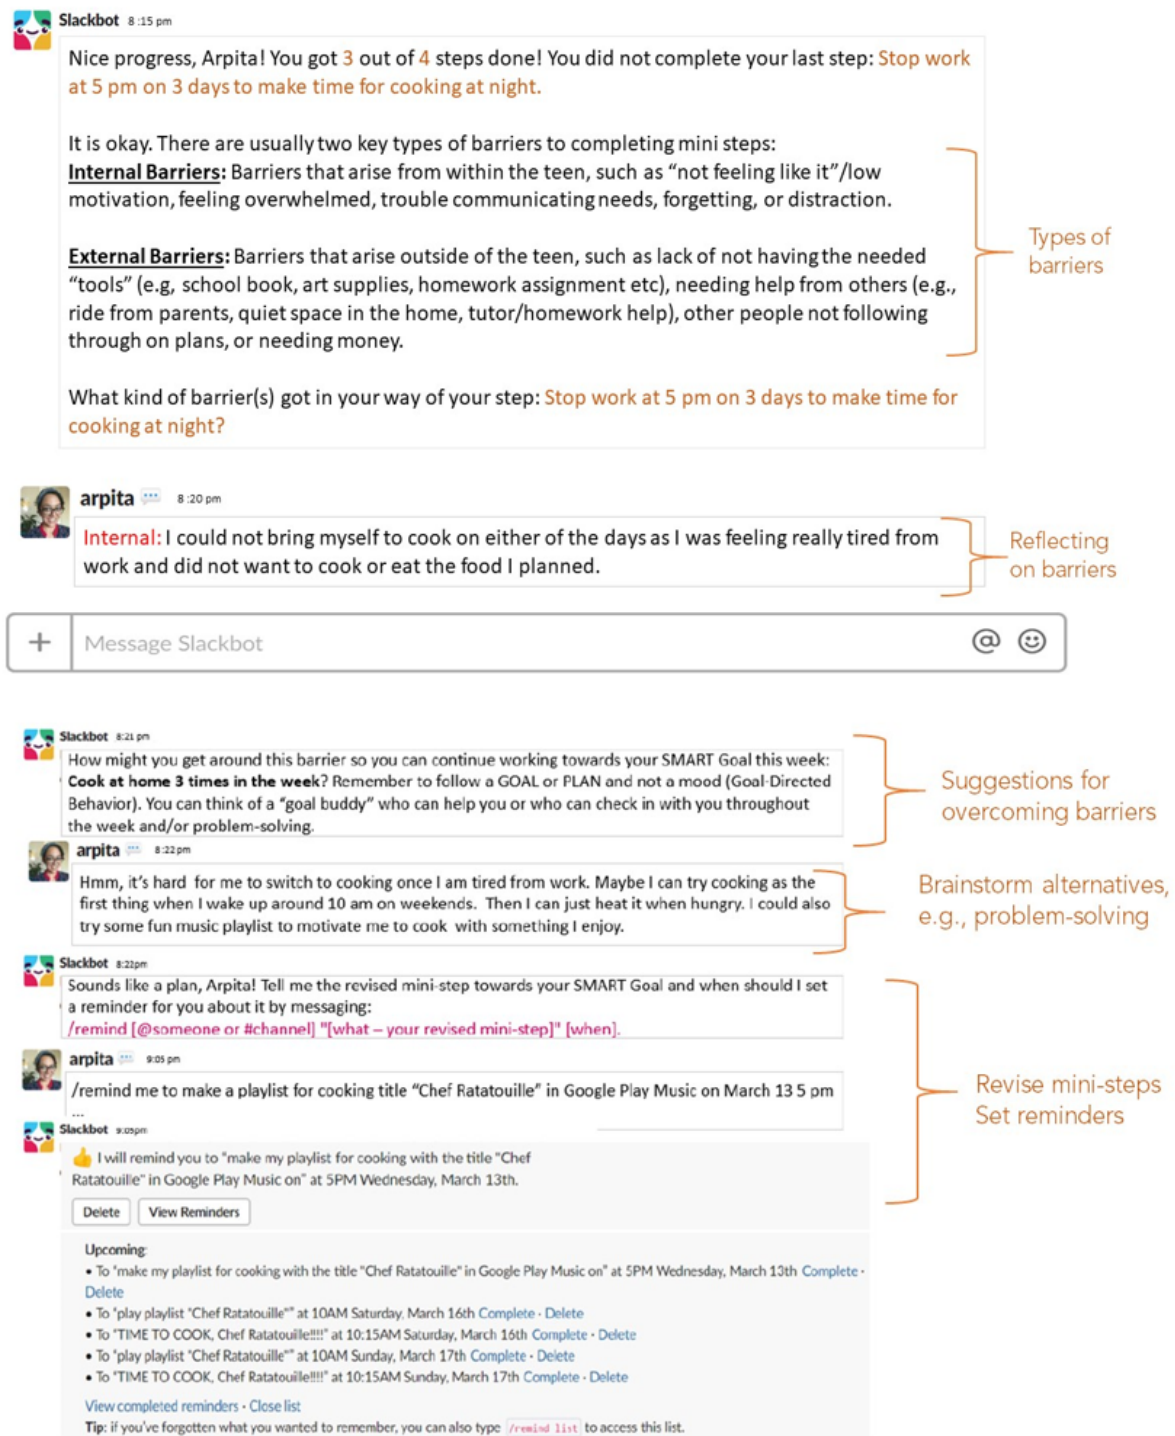 Slackbot 8:15 pm
Nice progress, Arpita! You got 3 out of 4 steps done! You did not complete your last step: Stop work
at 5 pm on 3 days to make time for cooking at night.
It is okay. There are usually two key types of barriers to completing mini steps:
Internal Barriers: Barriers that arise from within the teen, such as “not feeling like it”/low
motivation, feeling overwhelmed, trouble communicating needs, forgetting, or distraction.
External Barriers: Barriers that arise outside of the teen, such as lack of not having the needed
“tools” (e.g, school book, art supplies, homework assignment etc), needing help from others (e.g.,
ride from parents, quiet space in the home, tutor/homework help), other people not following
through on plans, or needing money.
Types of
barriers
What kind of barrier(s) got in your way of your step: Stop work at 5 pm on 3 days to make time for
cooking at night?
arpita 8:20 pm
Internal: I could not bring myself to cook on either of the days as I was feeling really tired from
work and did not want to cook or eat the food I planned.
Reflecting
on barriers
+ Message Slackbot @
Slackbot 8:21 pm
How might you get around this barrier so you can continue working towards your SMART Goal this week:
Cook at home 3 times in the week? Remember to follow a GOAL or PLAN and not a mood (Goal-Directed
Behavior). You can think of a “goal buddy” who can help you or who can check in with you throughout
the week and/or problem-solving.
Suggestions for
overcoming barriers
arpita 8:22pm
Hmm, it’s hard for me to switch to cooking once I am tired from work. Maybe I can try cooking as the
first thing when I wake up around 10 am on weekends. Then I can just heat it when hungry. I could also
try some fun music playlist to motivate me to cook with something I enjoy.
Brainstorm alternatives,
e.g., problem-solving
Slackbot 8:22pm
Sounds like a plan, Arpita! Tell me the revised mini-step towards your SMART Goal and when should I set
a reminder for you about it by messaging:
/remind [@someone or #channel] "[what – your revised mini-step]" [when].
arpita 9:05 pm
/remind me to make a playlist for cooking title “Chef Ratatouille” in Google Play Music on March 13 5 pm
...
Revise mini-steps
Set reminders
Slackbot 9:05pm
I will remind you to "make my playlist for cooking with the title "Chef
Ratatouille" in Google Play Music on" at 5PM Wednesday, March 13th.
Delete View Reminders
Upcoming:
• To "make my playlist for cooking with the title "Chef Ratatouille" in Google Play Music on" at 5PM Wednesday, March 13th Complete ·
Delete
• To "play playlist "Chef Ratatouille"" at 10AM Saturday, March 16th Complete · Delete
• To "TIME TO COOK, Chef Ratatouille!!!!" at 10:15AM Saturday, March 16th Complete · Delete
• To "play playlist "Chef Ratatouille"" at 10AM Sunday, March 17th Complete · Delete
• To "TIME TO COOK, Chef Ratatouille!!!!" at 10:15AM Sunday, March 17th Complete · Delete
View completed reminders · Close list
Tip: if you've forgotten what you wanted to remember, you can also type /remind list to access this list.